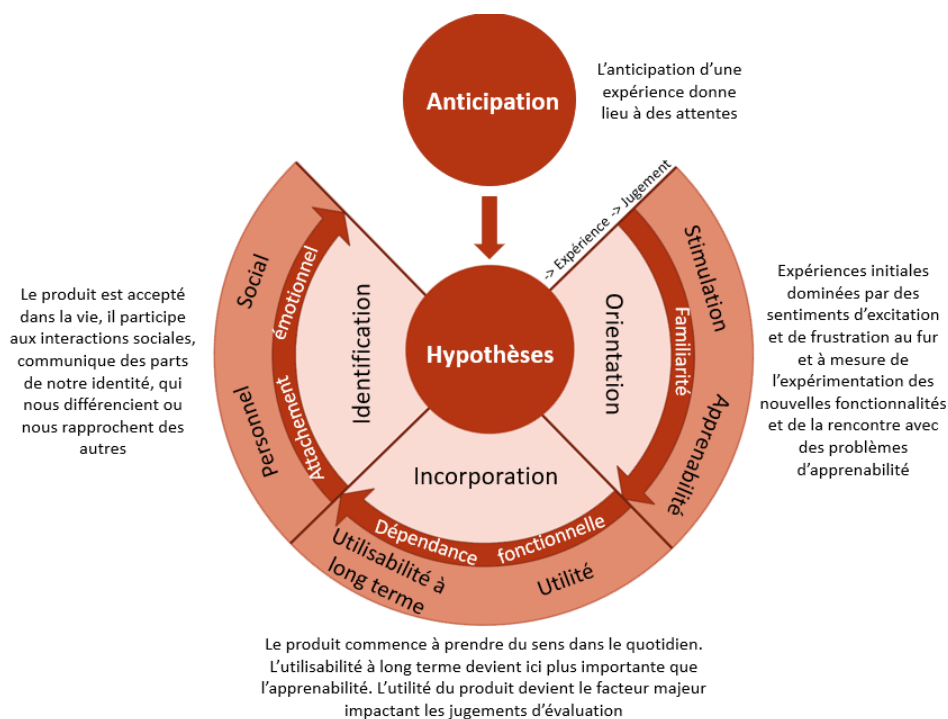 Anticipation
L'anticipation d'une
expérience donne
lieu à des attentes
-> Expérience -> Jugement
Hypothèses
Orientation
Familiarité
Stimulation
Apprenabilité
Expériences initiales
dominées par des
sentiments d'excitation
et de frustration au fur
et à mesure de
l'expérimentation des
nouvelles fonctionnalités
et de la rencontre avec
des problèmes
d'apprenabilité
Incorporation
Dépendance fonctionnelle
Utilisabilité à
long terme
Utilité
Le produit commence à prendre du sens dans le quotidien.
L'utilisabilité à long terme devient ici plus importante que
l'apprenabilité. L'utilité du produit devient le facteur majeur
impactant les jugements d'évaluation
Identification
Attachement émotionnel
Personnel
Social
Le produit est accepté
dans la vie, il participe
aux interactions sociales,
communique des parts
de notre identité, qui
nous différencient ou
nous rapprochent des
autres